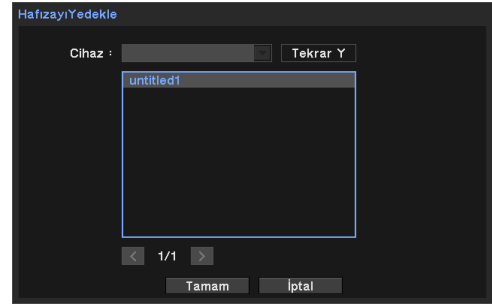 HafızayıYedekle
Cihaz : Tekrar Y
untitled1
< 1/1 >
Tamam İptal